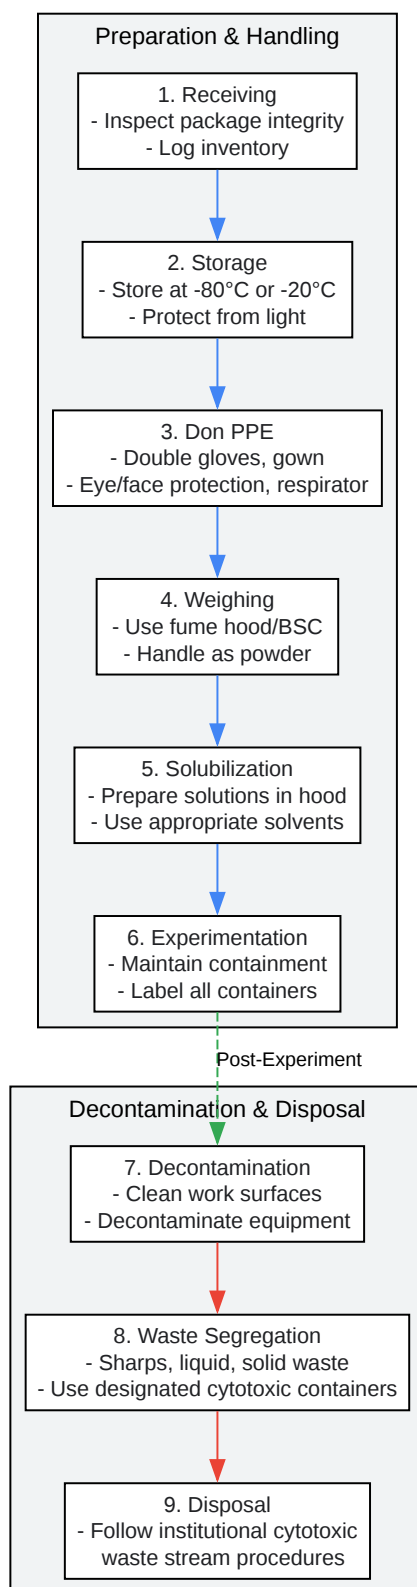 Preparation & Handling
1. Receiving
- Inspect package integrity
- Log inventory
2. Storage
- Store at -80°C or -20°C
- Protect from light
3. Don PPE
- Double gloves, gown
- Eye/face protection, respirator
4. Weighing
- Use fume hood/BSC
- Handle as powder
5. Solubilization
- Prepare solutions in hood
- Use appropriate solvents
6. Experimentation
- Maintain containment
- Label all containers
Post-Experiment
Decontamination & Disposal
7. Decontamination
- Clean work surfaces
- Decontaminate equipment
8. Waste Segregation
- Sharps, liquid, solid waste
- Use designated cytotoxic containers
9. Disposal
- Follow institutional cytotoxic
waste stream procedures